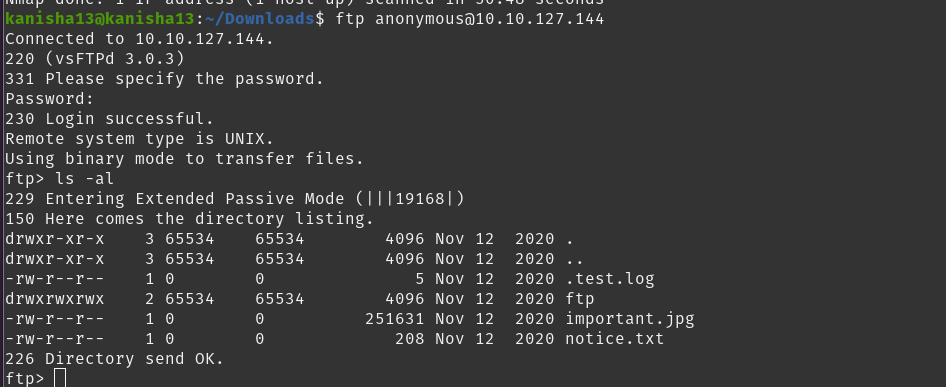 Nmap done: 1 IP address (1 host up) scanned in 30.48 seconds
kanisha13@kanisha13:~/Downloads$ ftp anonymous@10.10.127.144
Connected to 10.10.127.144.
220 (vsFTPd 3.0.3)
331 Please specify the password.
Password:
230 Login successful.
Remote system type is UNIX.
Using binary mode to transfer files.
ftp> ls -al
229 Entering Extended Passive Mode (|||19168|)
150 Here comes the directory listing.
drwxr-xr-x    3 65534    65534        4096 Nov 12  2020 .
drwxr-xr-x    3 65534    65534        4096 Nov 12  2020 ..
-rw-r--r--    1 0        0               5 Nov 12  2020 .test.log
drwxrwxrwx    2 65534    65534        4096 Nov 12  2020 ftp
-rw-r--r--    1 0        0          251631 Nov 12  2020 important.jpg
-rw-r--r--    1 0        0             208 Nov 12  2020 notice.txt
226 Directory send OK.
ftp>